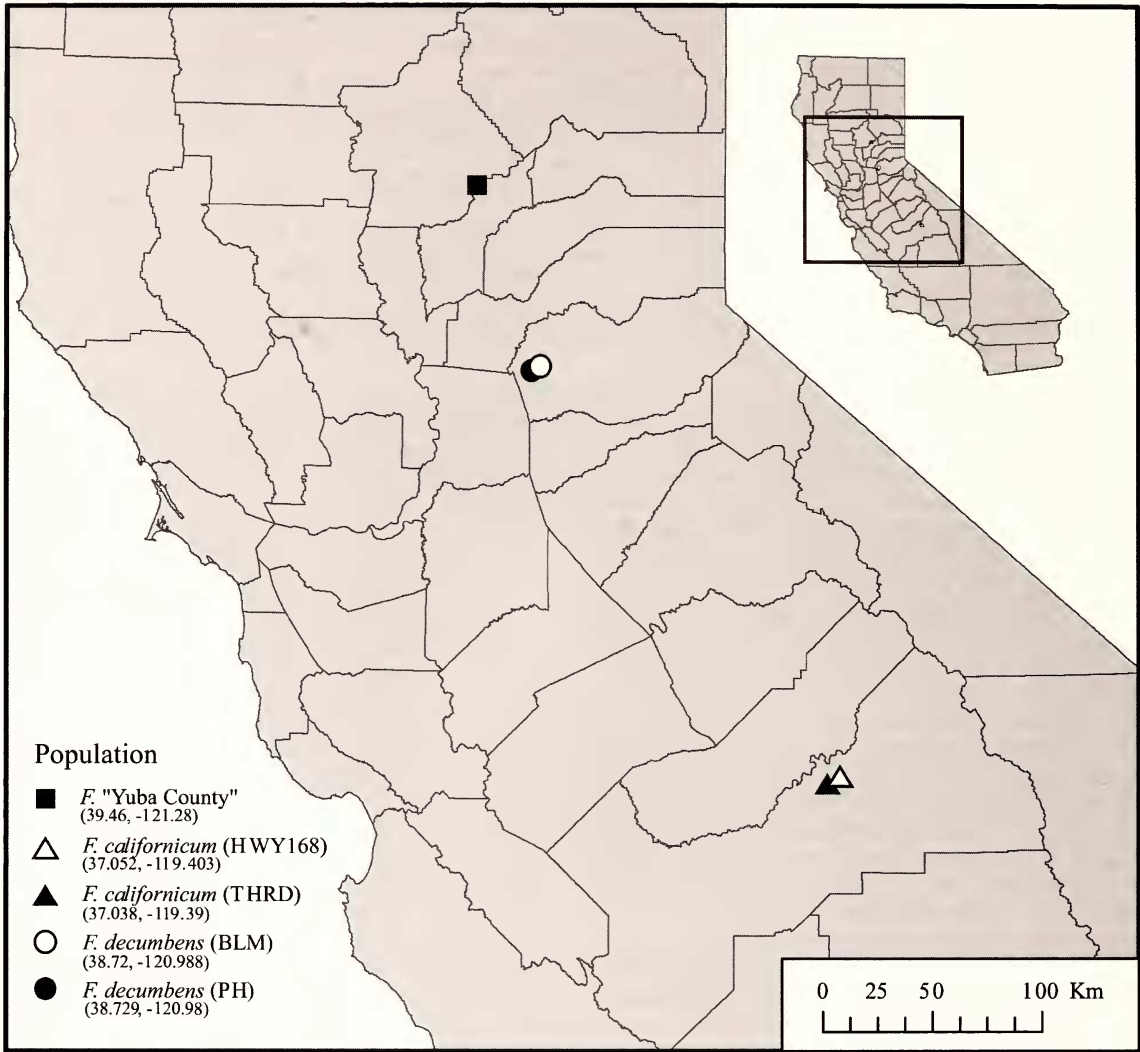 Population
F. "Yuba County"
(39.46, -121.28)
F. californicum (HWY168)
(37.052, -119.403)
F. californicum (THRD)
(37.038, -119.39)
F. decumbens (BLM)
(38.72, -120.988)
F. decumbens (PH)
(38.729, -120.98)
0 25 50 100 Km